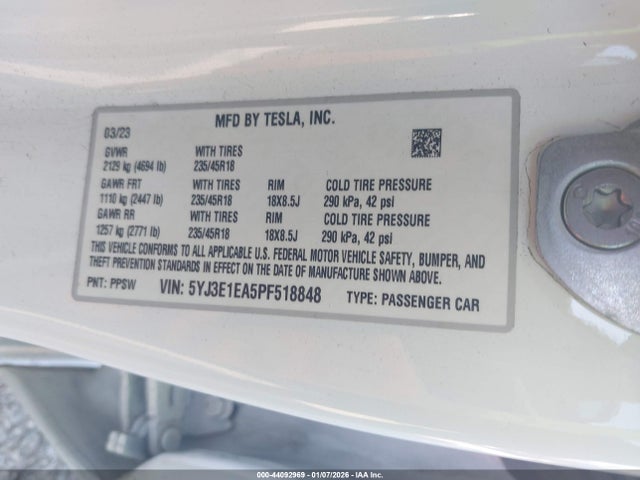 MFD BY TESLA, INC.
03/23
GVWR WITH TIRES
2129 kg (4694 lb) 235/45R18
GAWR FRT WITH TIRES RIM COLD TIRE PRESSURE
1110 kg (2447 lb) 235/45R18 18X8.5J 290 kPa, 42 psi
GAWR RR WITH TIRES RIM COLD TIRE PRESSURE
1257 kg (2771 lb) 235/45R18 18X8.5J 290 kPa, 42 psi
THIS VEHICLE CONFORMS TO ALL APPLICABLE U.S. FEDERAL MOTOR VEHICLE SAFETY, BUMPER, AND
THEFT PREVENTION STANDARDS IN EFFECT ON THE DATE OF MANUFACTURE SHOWN ABOVE.
PNT: PPSW VIN: 5YJ3E1EA5PF518848 TYPE: PASSENGER CAR
000-44092969 - 01/07/2026 - IAA Inc.